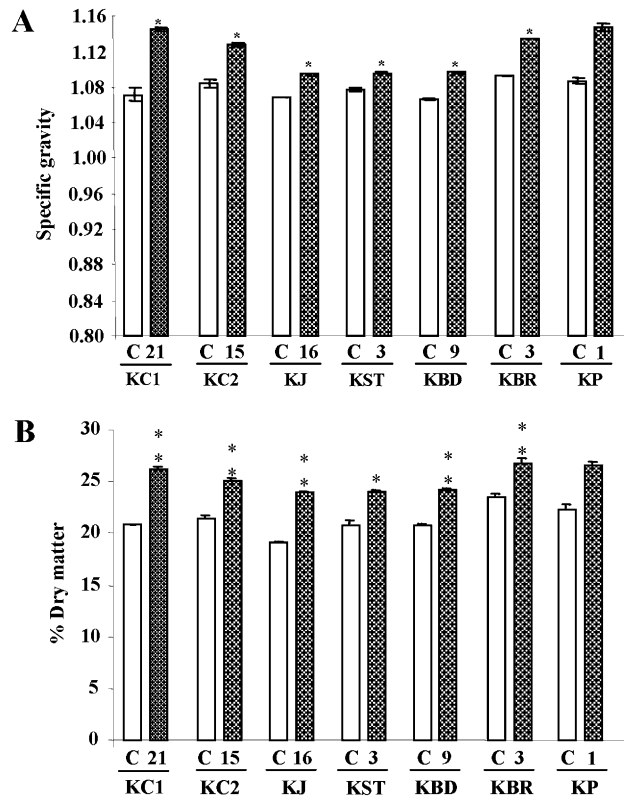 A
Specific gravity
1.16
1.12
1.08
1.04
1.00
0.96
0.92
0.88
0.84
0.80
* * * * * *
C 21 C 15 C 16 C 3 C 9 C 3 C 1
KC1 KC2 KJ KST KBD KBR KP
B
% Dry matter
30
25
20
15
10
5
0
* * * * *
* * * * * *
C 21 C 15 C 16 C 3 C 9 C 3 C 1
KC1 KC2 KJ KST KBD KBR KP